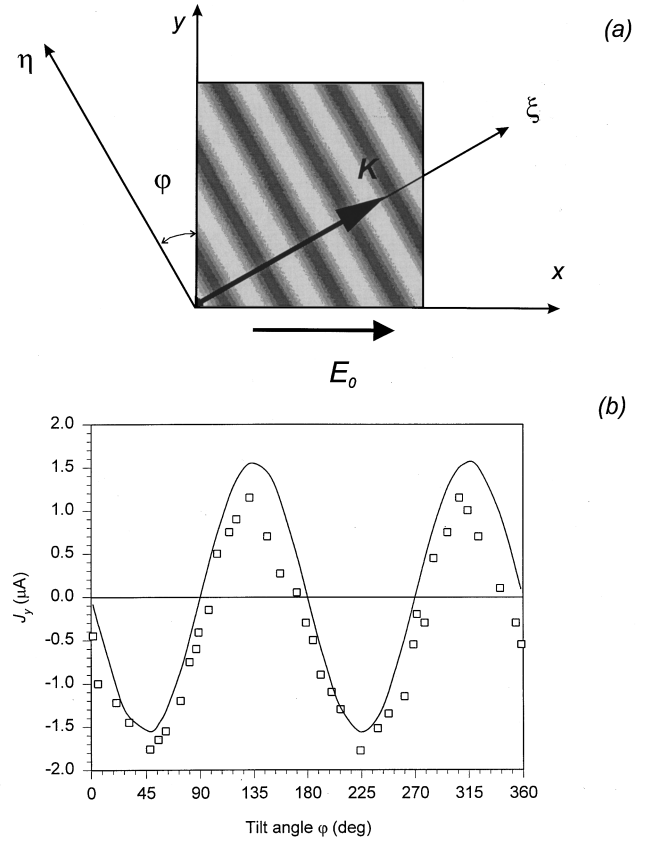 (a)
y
η
ξ
φ
K
x
E₀
(b)
2.0
1.5
1.0
0.5
0.0
-0.5
-1.0
-1.5
-2.0
J_y (μA)
0 45 90 135 180 225 270 315 360
Tilt angle φ (deg)